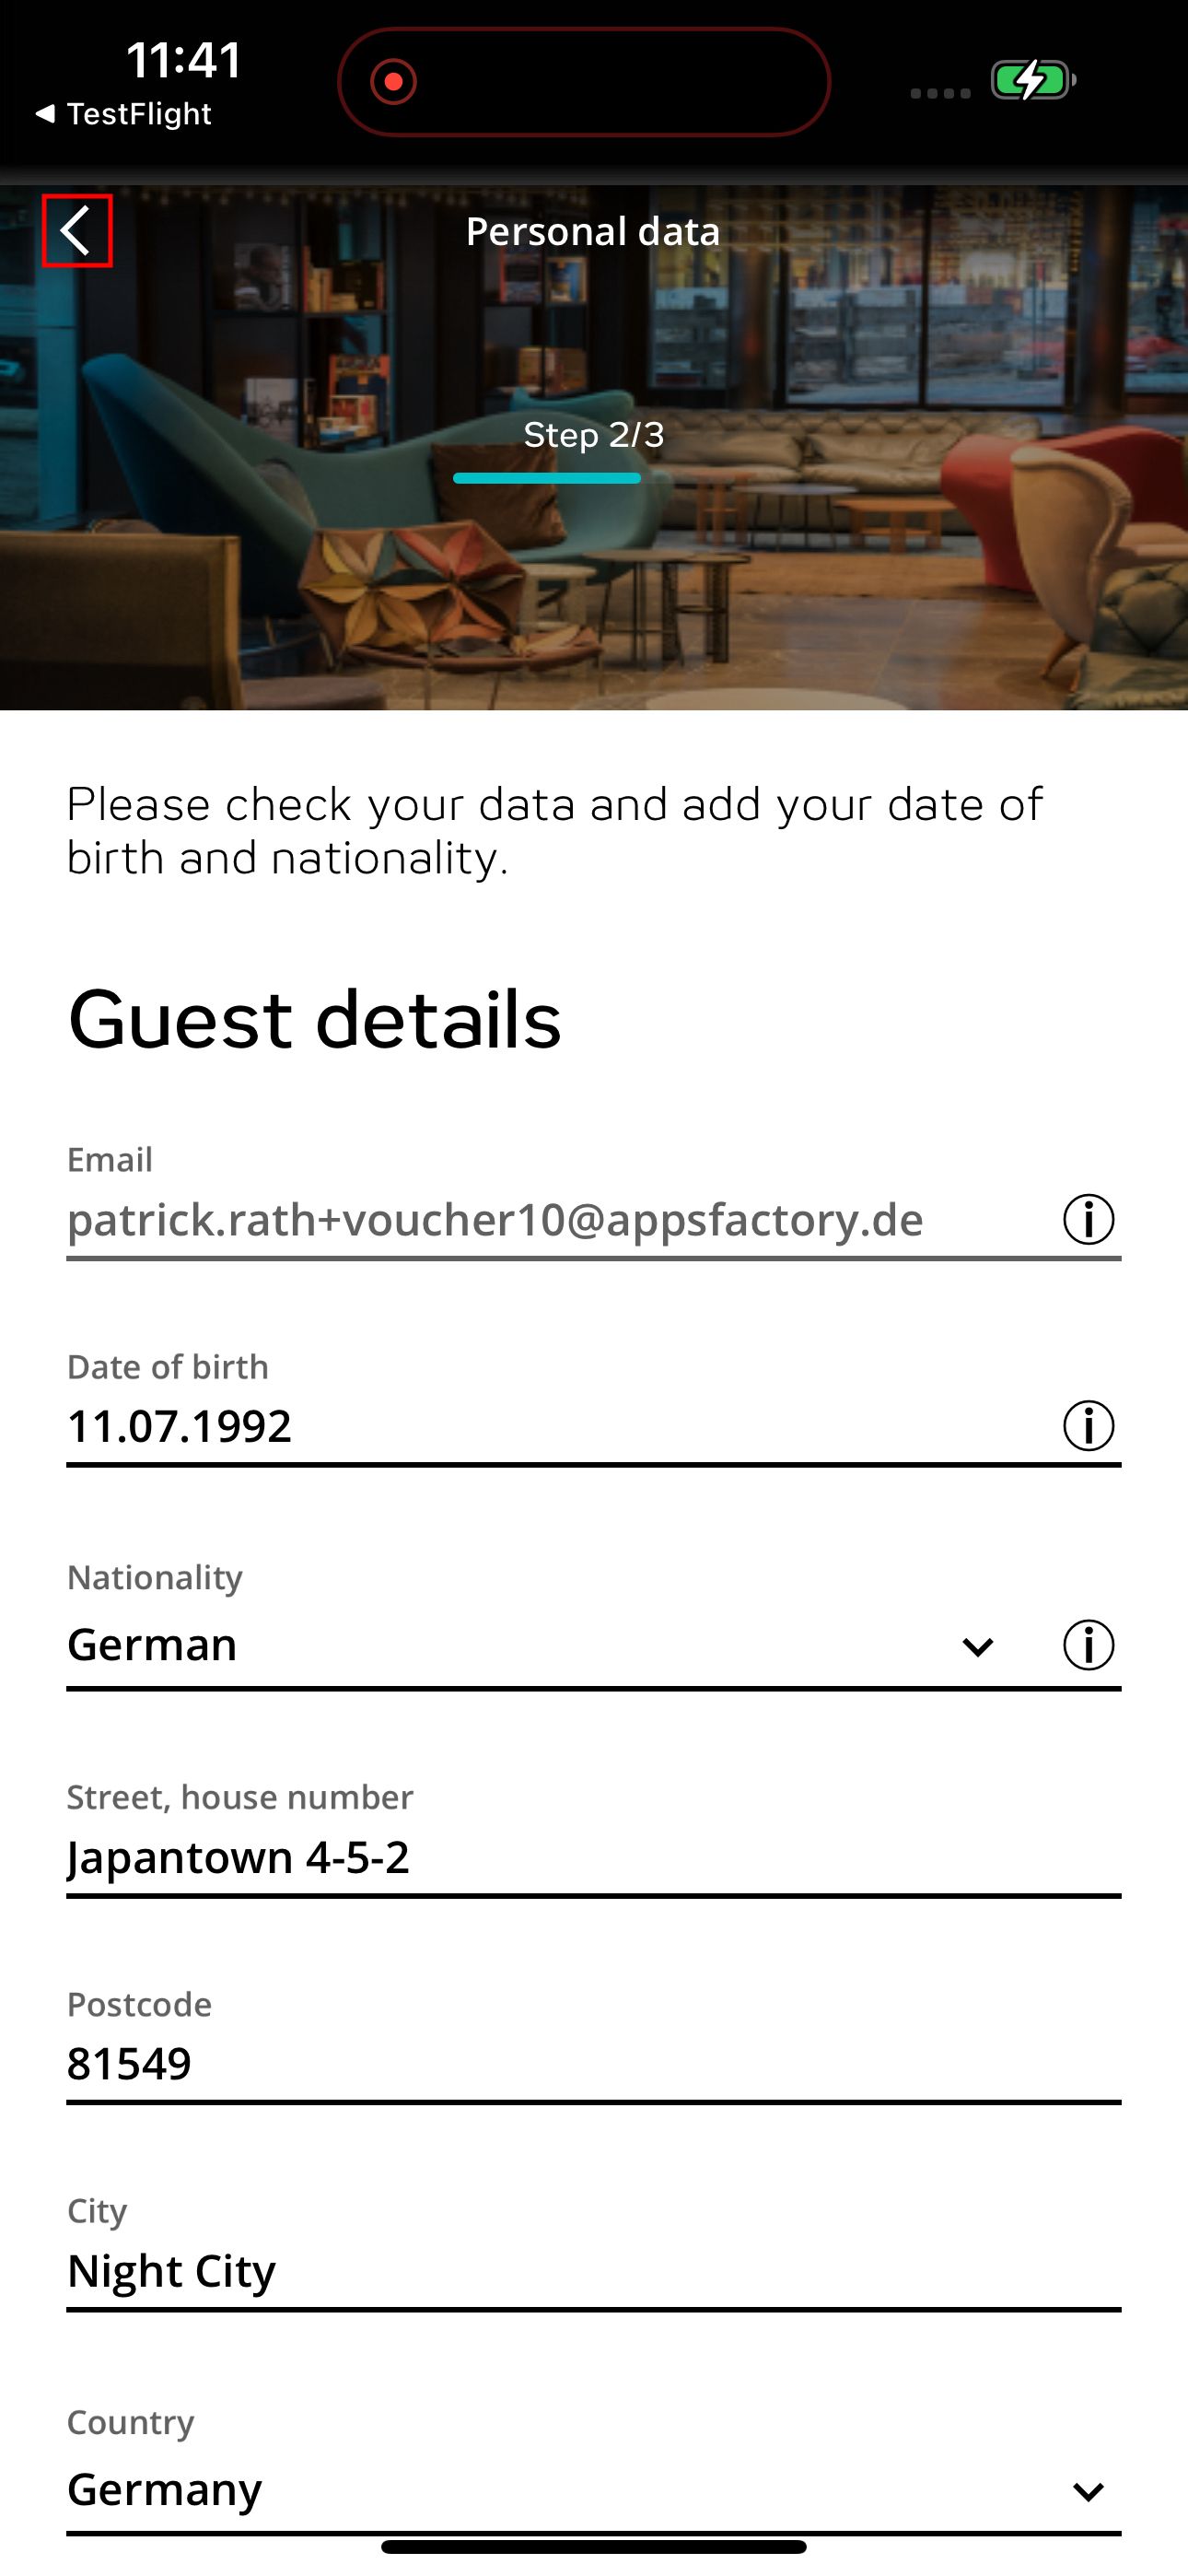 11:41
◀ TestFlight
Personal data
Step 2/3
Please check your data and add your date of
birth and nationality.
Guest details
Email
patrick.rath+voucher10@appsfactory.de
Date of birth
11.07.1992
Nationality
German
Street, house number
Japantown 4-5-2
Postcode
81549
City
Night City
Country
Germany